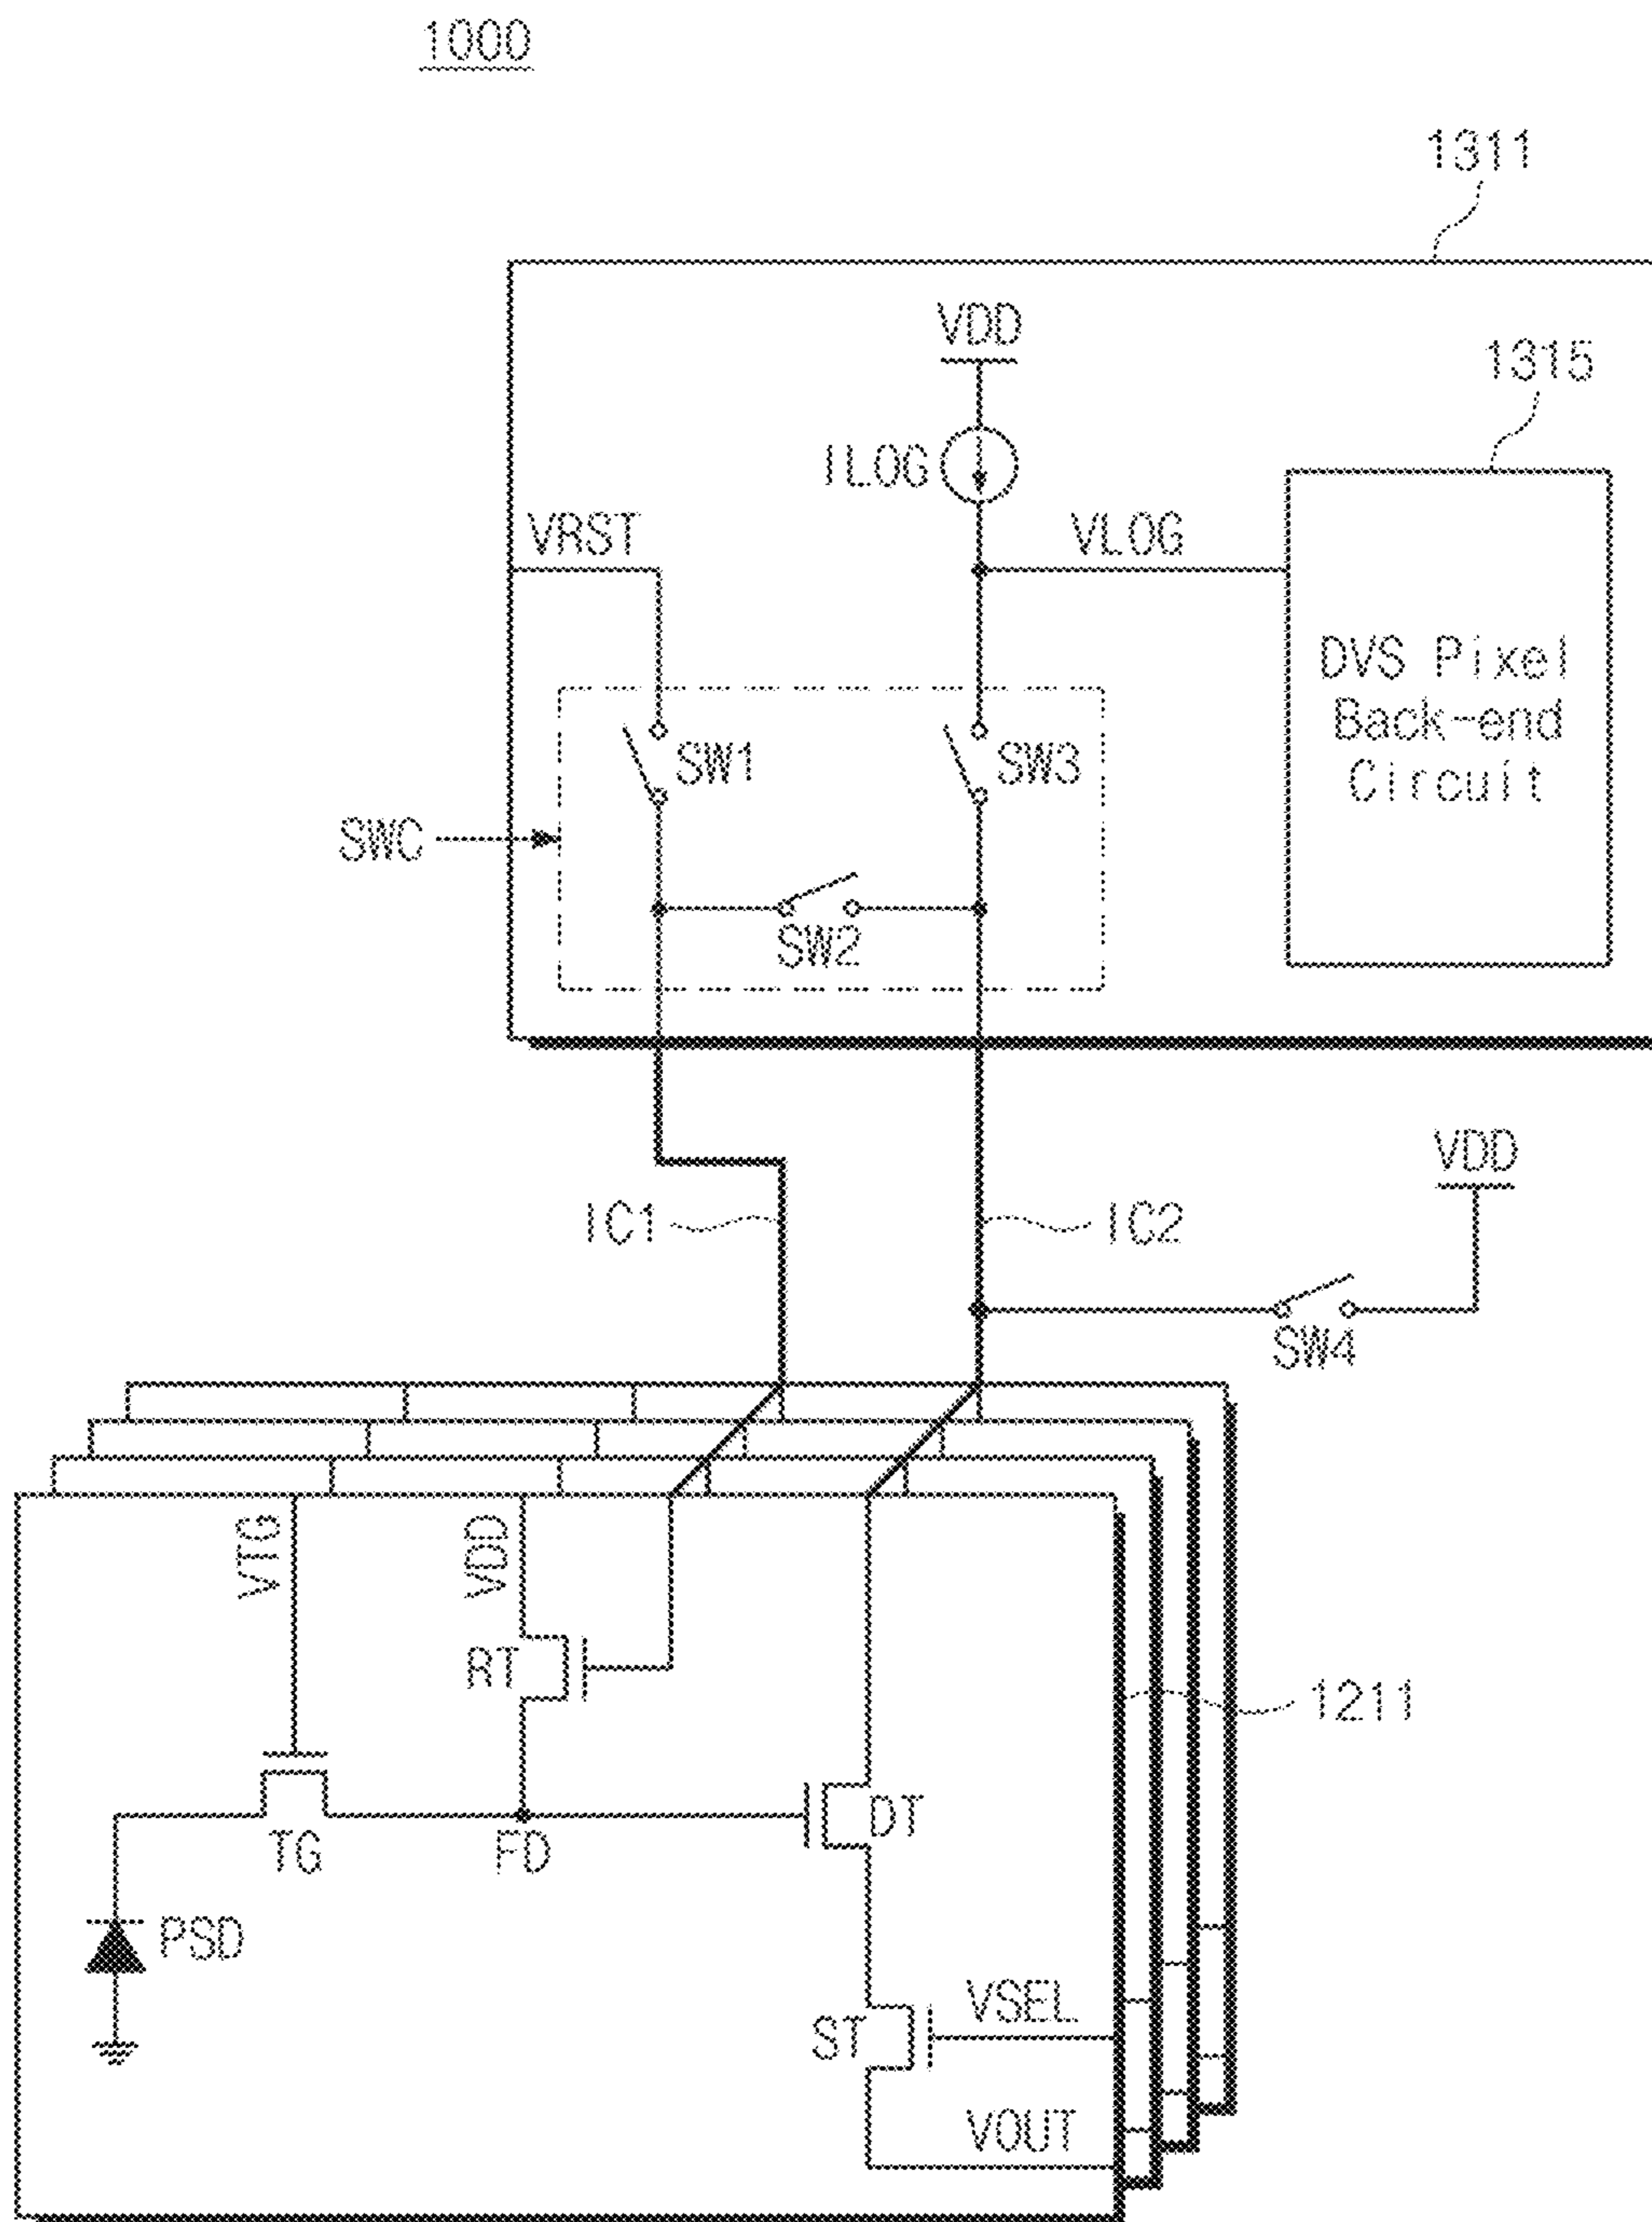 1000
1311
VDD
1315
ILOG
VRST
VLOG
DVS Pixel
Back-end
Circuit
SW1
SW3
SWC
SW2
VDD
IC1
IC2
SW4
VTG
VDD
RT
1211
DT
TG
FD
PSD
VSEL
ST
VOUT